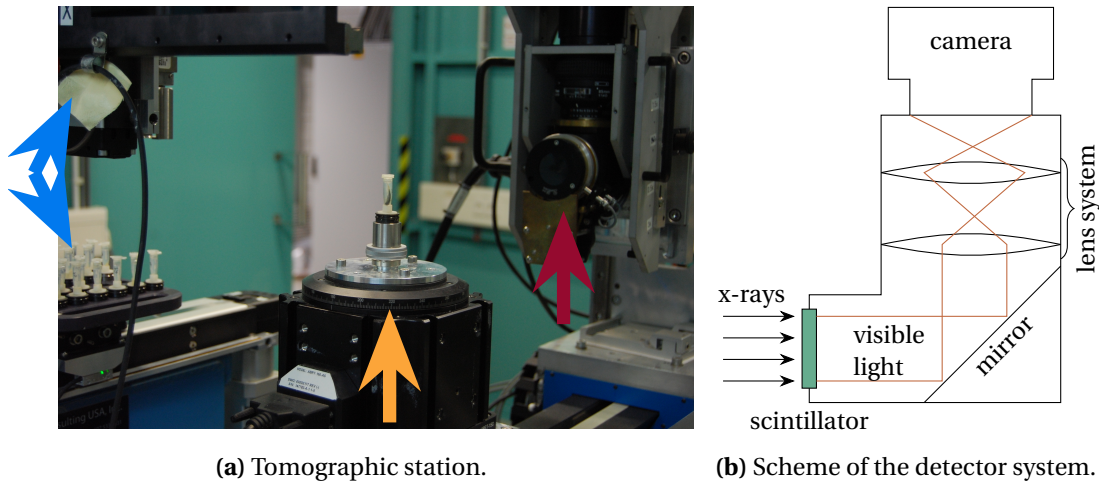 camera
lens system
x-rays
visible
light
mirror
scintillator
(a) Tomographic station.
(b) Scheme of the detector system.